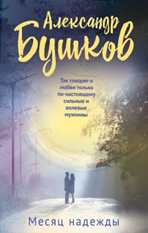 Александр
Бушков
Так говорят о
любви только
по-настоящему
сильные и
волевые
мужчины
Месяц надежды